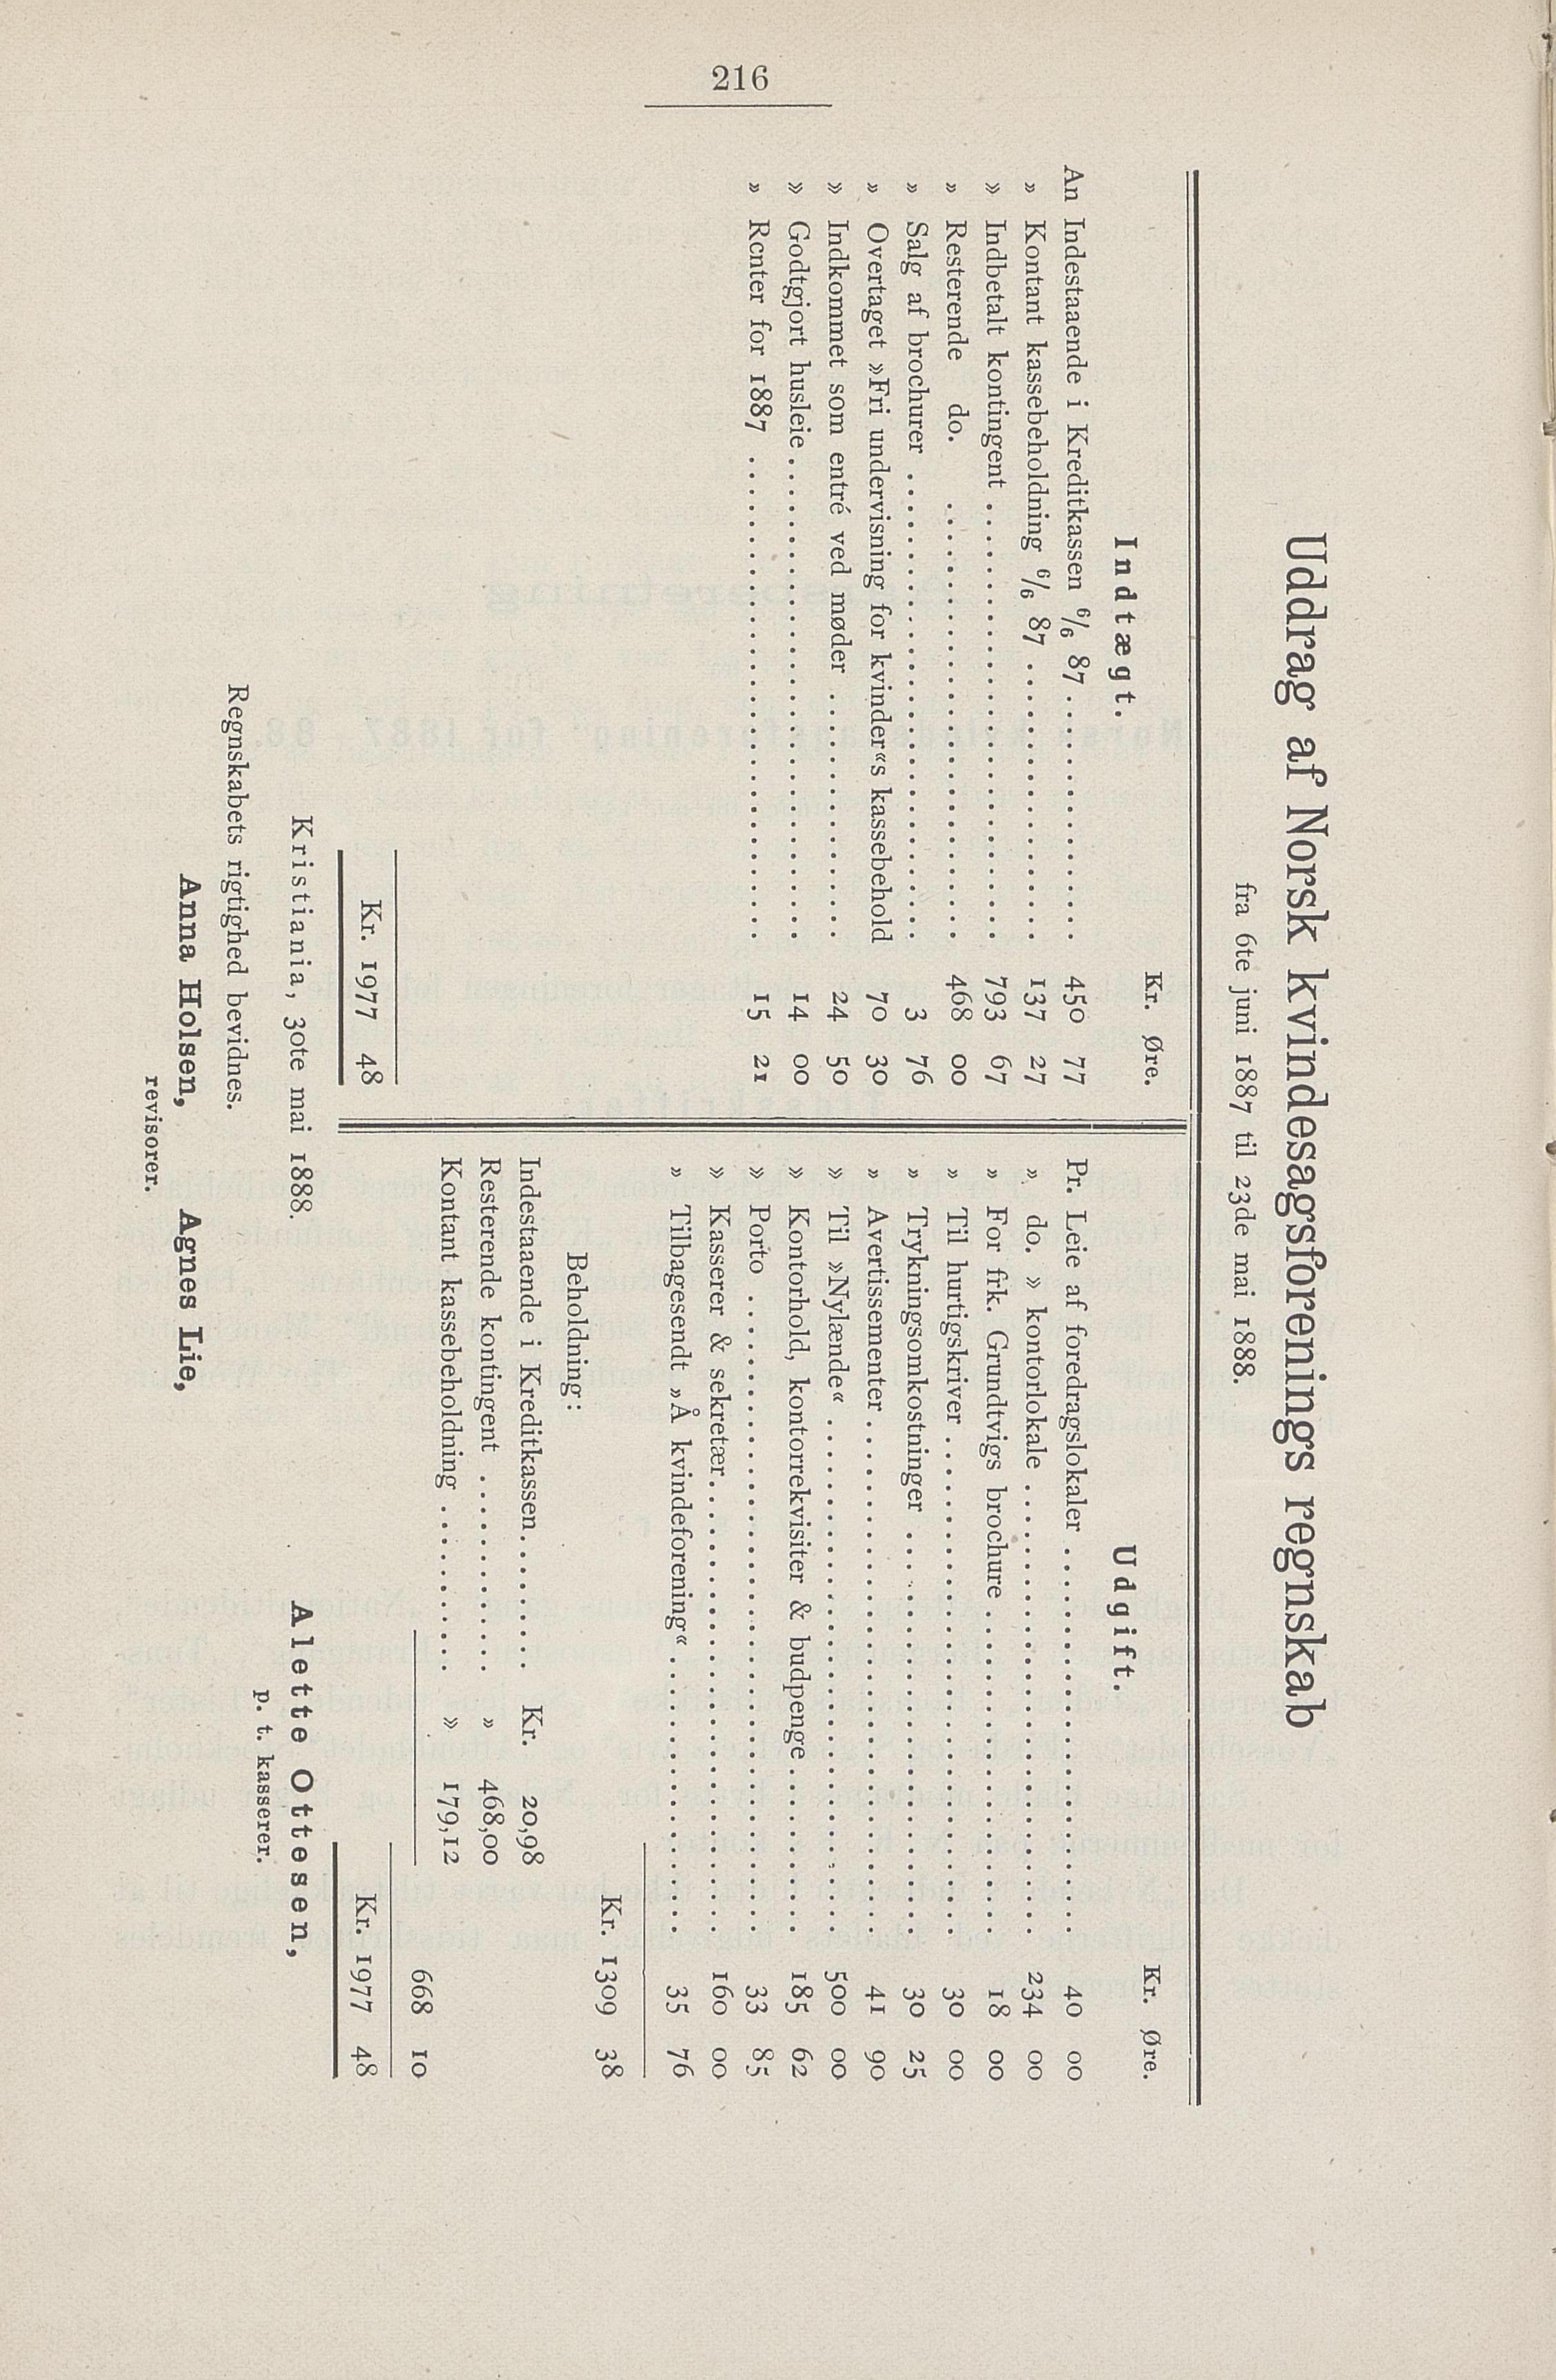 216
Uddrag af Norsk kvindesagsforenings regnskab
fra 6te juni 1887 til 23de mai 1888.
Indtægt.
Kr. Øre.
An Indestaaende i Kreditkassen 6/6 87 ........ 450 77
» Kontant kassebeholdning 6/6 87 ........ 137 27
» Indbetalt kontingent ........ 793 67
» Resterende do. ........ 468 00
» Salg af brochurer ........ 3 76
» Overtaget »Fri undervisning for kvinder«s kassebehold 70 30
» Indkommet som entré ved møder ........ 24 50
» Godtgjort husleie ........ 14 00
» Renter for 1887 ........ 15 21
Kr. 1977 48
Udgift.
Kr. Øre.
Pr. Leie af foredragslokaler ........ 40 00
» do. » kontorlokale ........ 234 00
» For frk. Grundtvigs brochure ........ 18 00
» Til hurtigskriver ........ 30 00
» Trykningsomkostninger ........ 30 25
» Avertissementer ........ 41 90
» Til »Nylænde« ........ 500 00
» Kontorhold, kontorrekvisiter & budpenge ........ 185 62
» Porto ........ 33 85
» Kasserer & sekretær ........ 160 00
» Tilbagesendt »Å kvindeforening« ........ 35 76
Kr. 1309 38
Beholdning:
Indestaaende i Kreditkassen ........ Kr. 20,98
Resterende kontingent ........ » 468,00
Kontant kassebeholdning ........ » 179,12
668 10
Kr. 1977 48
Kristiania, 30te mai 1888.
Alette Ottesen,
p. t. kasserer.
Regnskabets rigtighed bevidnes.
Anna Holsen, Agnes Lie,
revisorer.